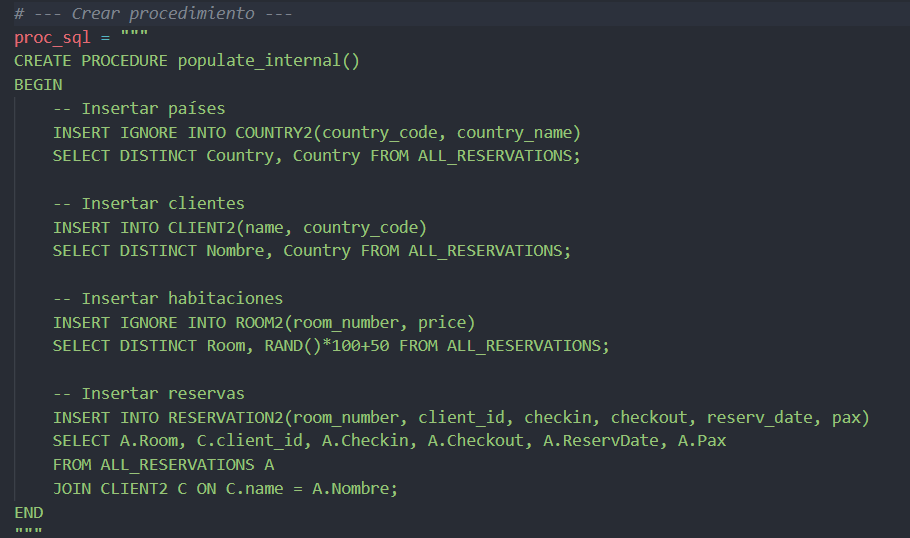 # --- Crear procedimiento ---
proc_sql = """
CREATE PROCEDURE populate_internal()
BEGIN
    -- Insertar países
    INSERT IGNORE INTO COUNTRY2(country_code, country_name)
    SELECT DISTINCT Country, Country FROM ALL_RESERVATIONS;

    -- Insertar clientes
    INSERT INTO CLIENT2(name, country_code)
    SELECT DISTINCT Nombre, Country FROM ALL_RESERVATIONS;

    -- Insertar habitaciones
    INSERT IGNORE INTO ROOM2(room_number, price)
    SELECT DISTINCT Room, RAND()*100+50 FROM ALL_RESERVATIONS;

    -- Insertar reservas
    INSERT INTO RESERVATION2(room_number, client_id, checkin, checkout, reserv_date, pax)
    SELECT A.Room, C.client_id, A.Checkin, A.Checkout, A.ReservDate, A.Pax
    FROM ALL_RESERVATIONS A
    JOIN CLIENT2 C ON C.name = A.Nombre;
END
"""